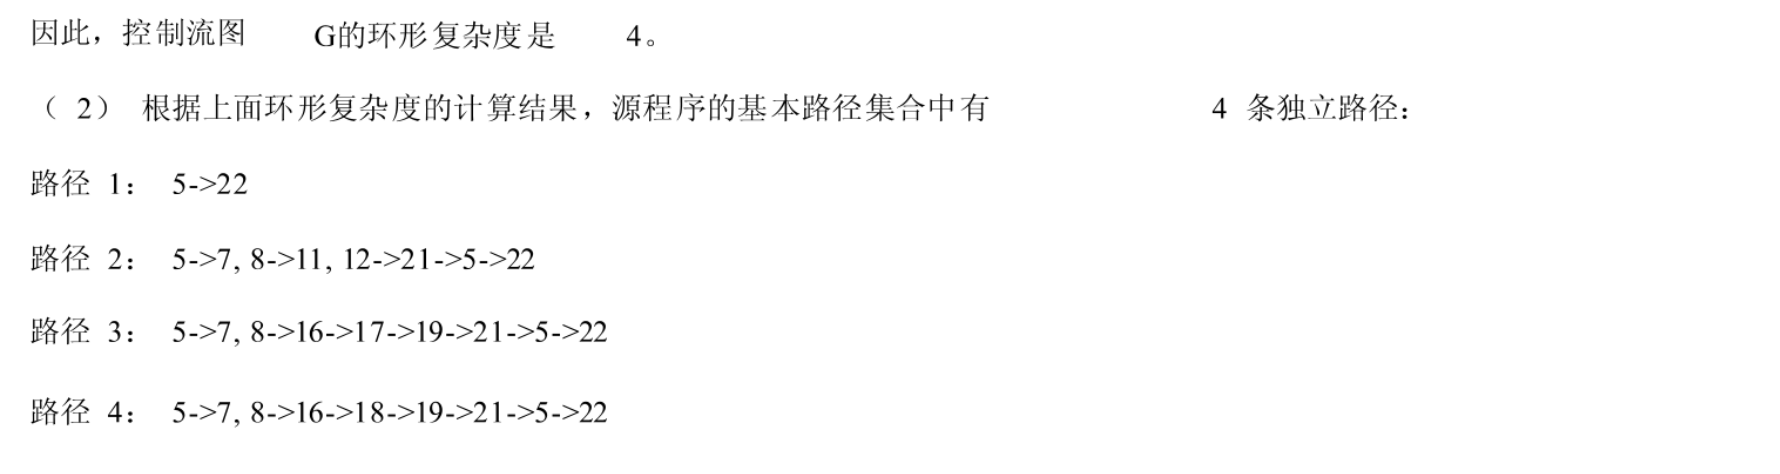 因此，控制流图 G的环形复杂度是 4。
（ 2） 根据上面环形复杂度的计算结果，源程序的基本路径集合中有 4 条独立路径：
路径 1： 5->22
路径 2： 5->7, 8->11, 12->21->5->22
路径 3： 5->7, 8->16->17->19->21->5->22
路径 4： 5->7, 8->16->18->19->21->5->22